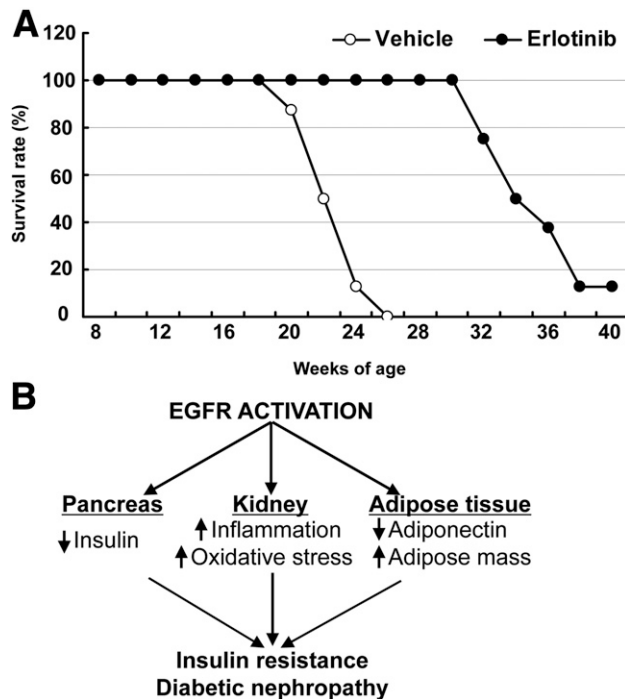 A
Vehicle Erlotinib
Survival rate (%)
120
100
80
60
40
20
0
8 12 16 20 24 28 32 36 40
Weeks of age
B
EGFR ACTIVATION
Pancreas Kidney Adipose tissue
↓ Insulin ↑ Inflammation ↓ Adiponectin
↑ Oxidative stress ↑ Adipose mass
Insulin resistance
Diabetic nephropathy